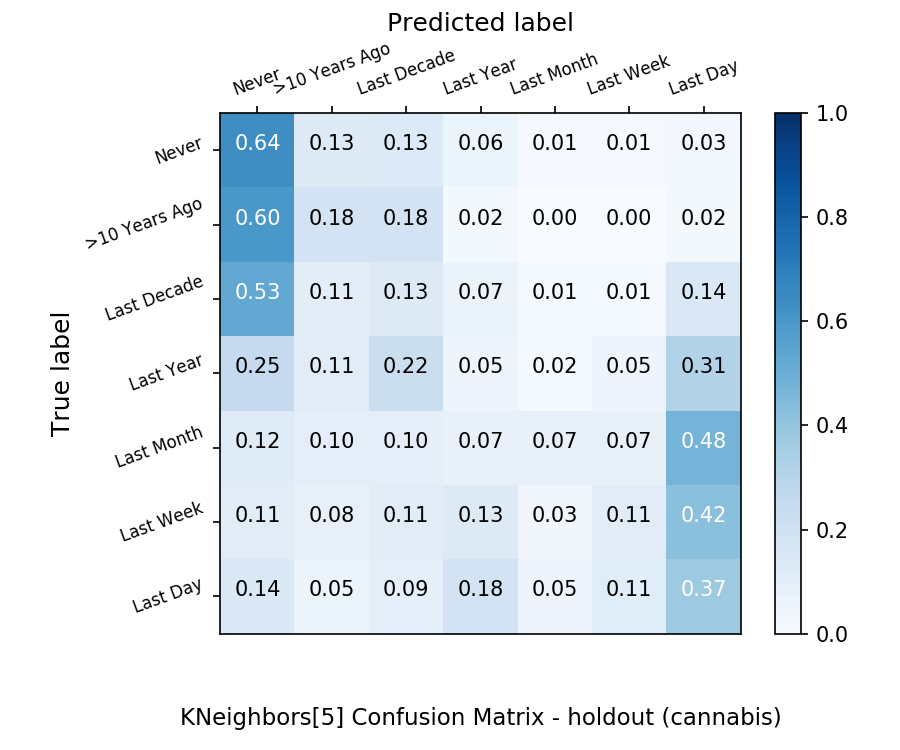 Predicted label
Never >10 Years Ago Last Decade Last Year Last Month Last Week Last Day
True label
Never 0.64 0.13 0.13 0.06 0.01 0.01 0.03
>10 Years Ago 0.60 0.18 0.18 0.02 0.00 0.00 0.02
Last Decade 0.53 0.11 0.13 0.07 0.01 0.01 0.14
Last Year 0.25 0.11 0.22 0.05 0.02 0.05 0.31
Last Month 0.12 0.10 0.10 0.07 0.07 0.07 0.48
Last Week 0.11 0.08 0.11 0.13 0.03 0.11 0.42
Last Day 0.14 0.05 0.09 0.18 0.05 0.11 0.37
1.0
0.8
0.6
0.4
0.2
0.0
KNeighbors[5] Confusion Matrix - holdout (cannabis)